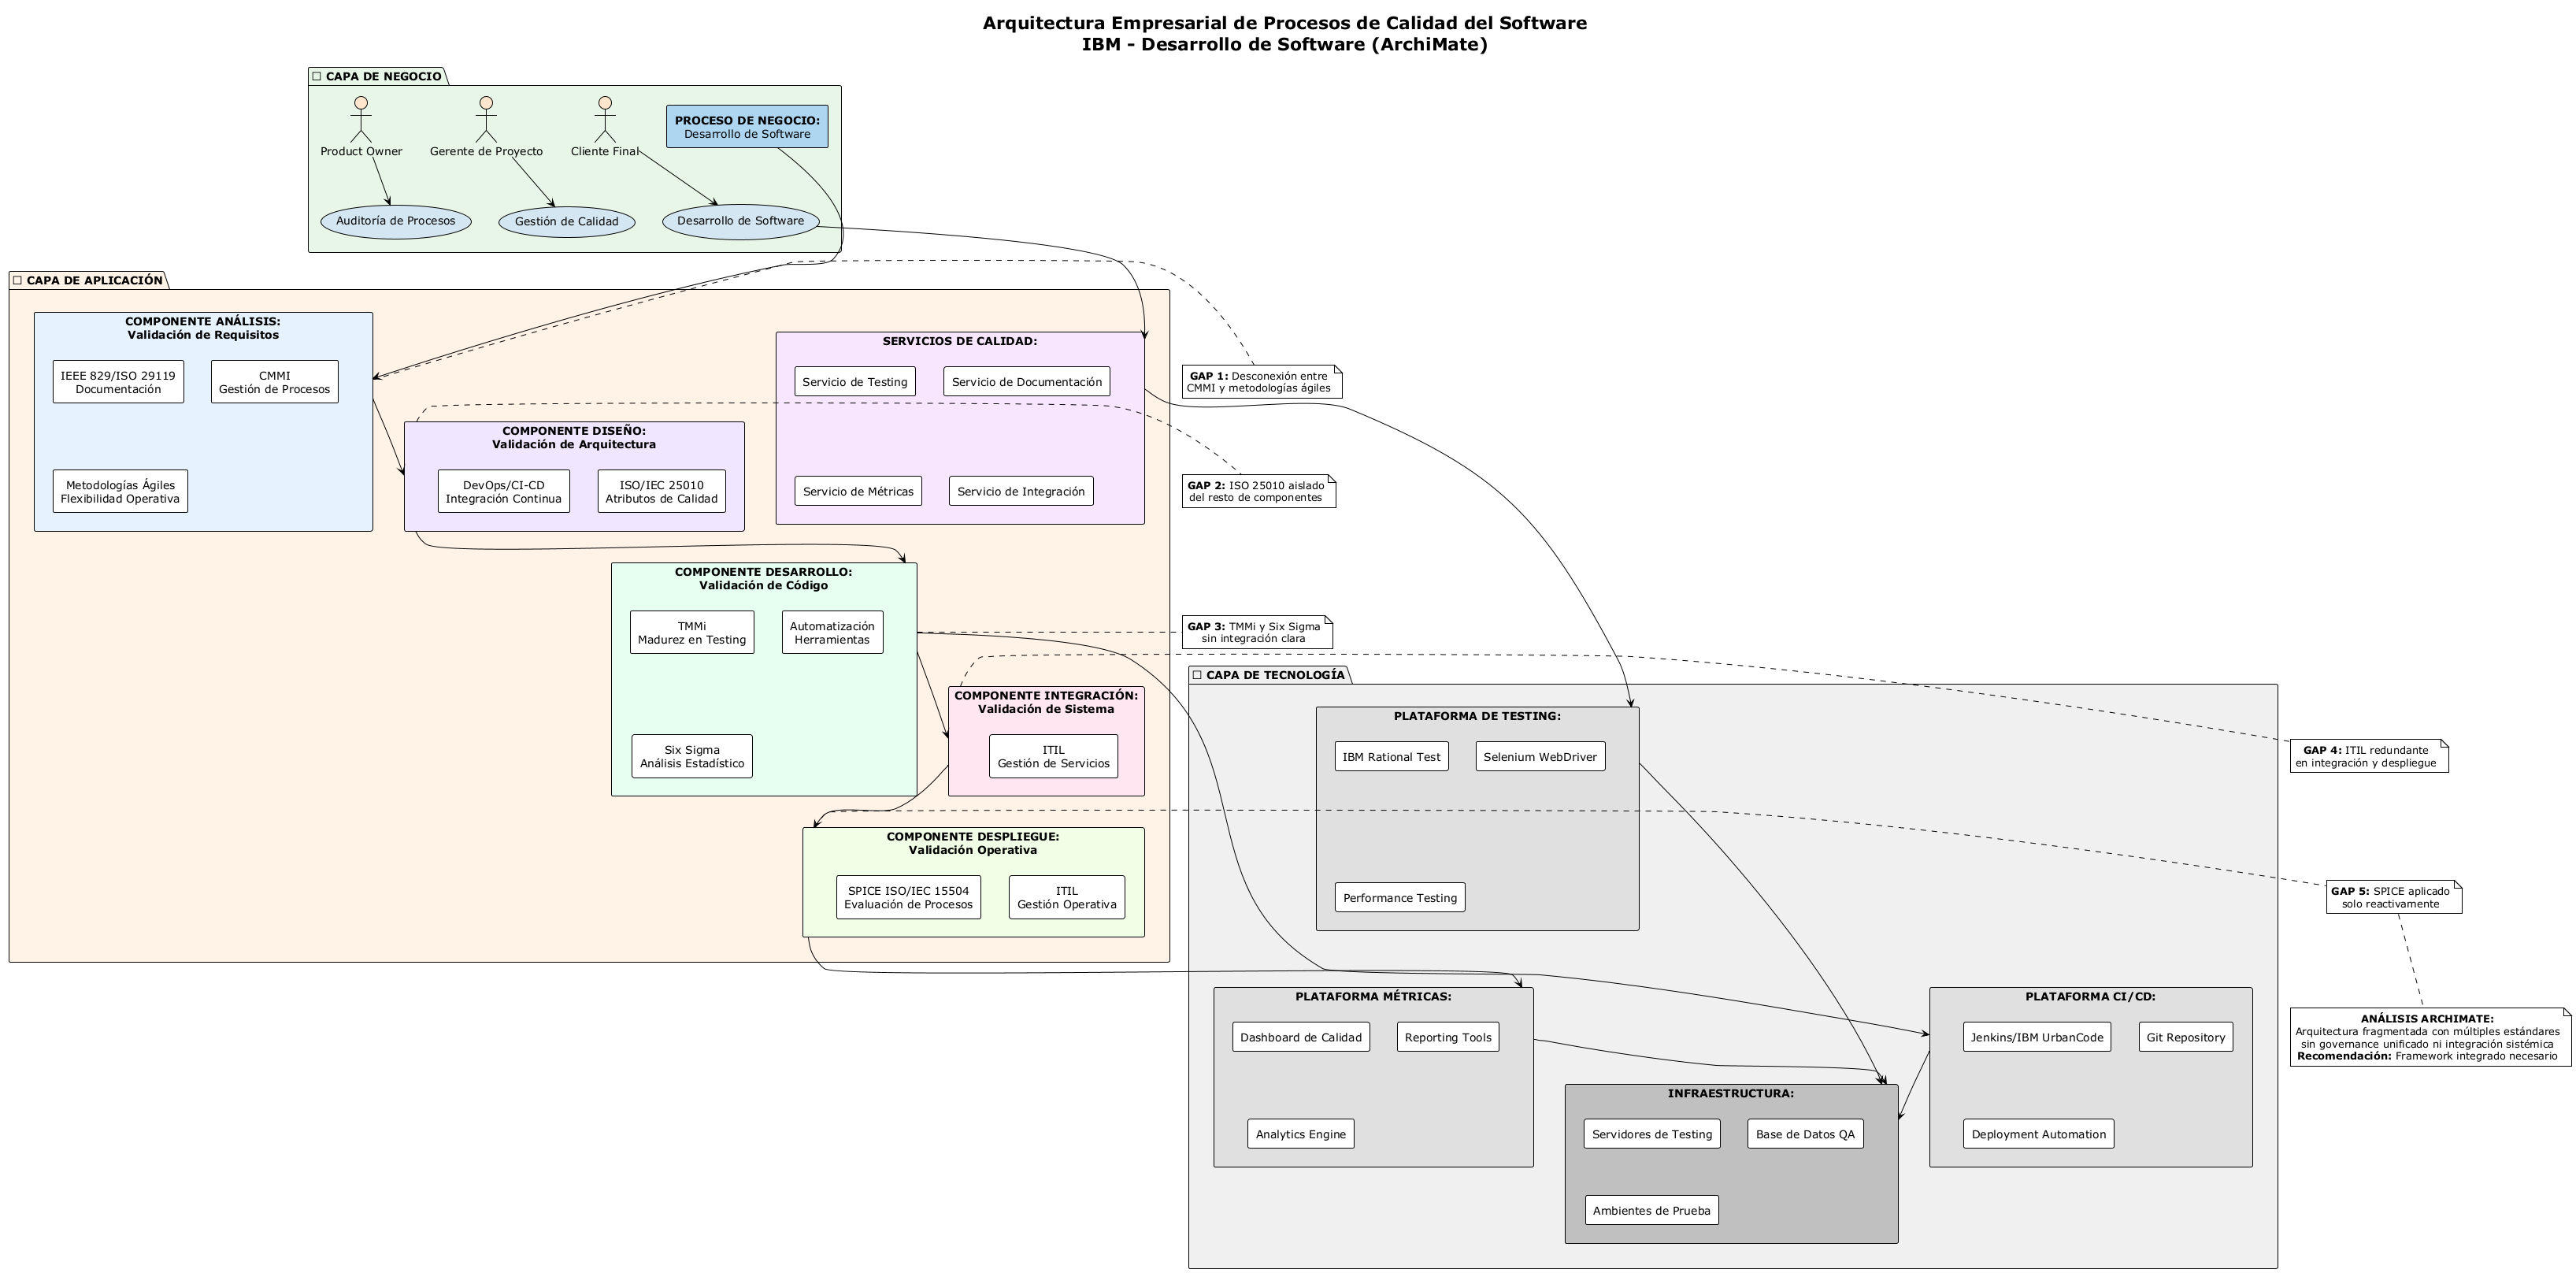 Arquitectura Empresarial de Procesos de Calidad del Software
IBM - Desarrollo de Software (ArchiMate)
CAPA DE NEGOCIO
Product Owner
Gerente de Proyecto
Cliente Final
PROCESO DE NEGOCIO:
Desarrollo de Software
Auditoría de Procesos
Gestión de Calidad
Desarrollo de Software
CAPA DE APLICACIÓN
COMPONENTE ANÁLISIS:
Validación de Requisitos
IEEE 829/ISO 29119
Documentación
CMMI
Gestión de Procesos
Metodologías Ágiles
Flexibilidad Operativa
COMPONENTE DISEÑO:
Validación de Arquitectura
DevOps/CI-CD
Integración Continua
ISO/IEC 25010
Atributos de Calidad
SERVICIOS DE CALIDAD:
Servicio de Testing
Servicio de Documentación
Servicio de Métricas
Servicio de Integración
GAP 1: Desconexión entre
CMMI y metodologías ágiles
GAP 2: ISO 25010 aislado
del resto de componentes
COMPONENTE DESARROLLO:
Validación de Código
TMMi
Madurez en Testing
Automatización
Herramientas
Six Sigma
Análisis Estadístico
GAP 3: TMMi y Six Sigma
sin integración clara
COMPONENTE INTEGRACIÓN:
Validación de Sistema
ITIL
Gestión de Servicios
COMPONENTE DESPLIEGUE:
Validación Operativa
SPICE ISO/IEC 15504
Evaluación de Procesos
ITIL
Gestión Operativa
CAPA DE TECNOLOGÍA
PLATAFORMA DE TESTING:
IBM Rational Test
Selenium WebDriver
Performance Testing
GAP 4: ITIL redundante
en integración y despliegue
GAP 5: SPICE aplicado
solo reactivamente
PLATAFORMA MÉTRICAS:
Dashboard de Calidad
Reporting Tools
Analytics Engine
INFRAESTRUCTURA:
Servidores de Testing
Base de Datos QA
Ambientes de Prueba
PLATAFORMA CI/CD:
Jenkins/IBM UrbanCode
Git Repository
Deployment Automation
ANÁLISIS ARCHIMATE:
Arquitectura fragmentada con múltiples estándares
sin governance unificado ni integración sistémica
Recomendación: Framework integrado necesario